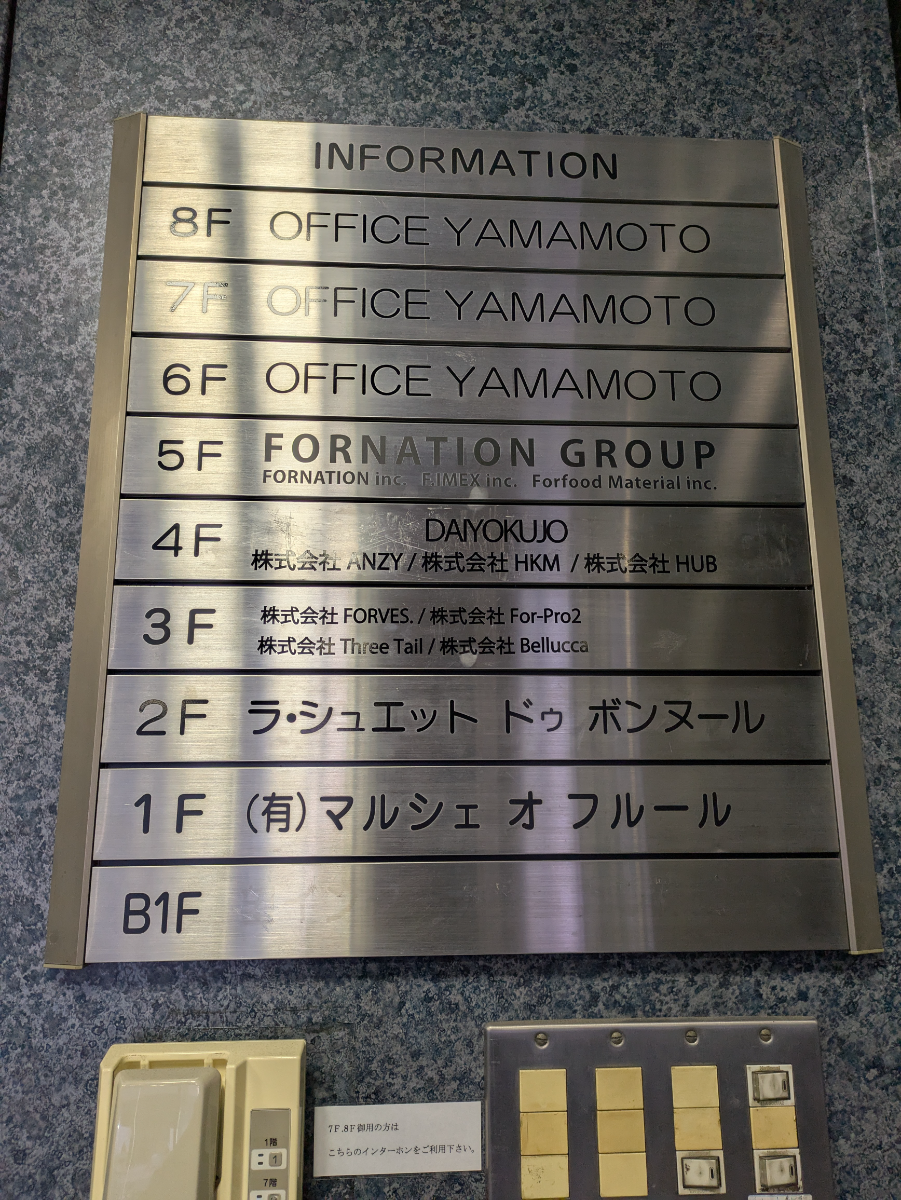 INFORMATION
8F OFFICE YAMAMOTO
7F OFFICE YAMAMOTO
6F OFFICE YAMAMOTO
5F FORNATION GROUP
FORNATION inc. F.IMEX inc. Forfood Material inc.
4F DAIYOKUJO
株式会社 ANZY / 株式会社 HKM / 株式会社 HUB
3F 株式会社 FORVES. / 株式会社 For-Pro2
株式会社 Three Tail / 株式会社 Bellucca
2F ラ・シュエット ドゥ ボンヌール
1F (有)マルシェ オ フルール
B1F
7F.8F御用の方は
こちらのインターホンをご利用下さい。
1階
1
7階